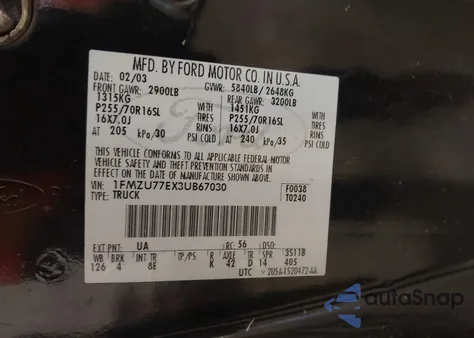 MFD. BY FORD MOTOR CO. IN U.S.A.
DATE: 02/03 GVWR: 5840LB/2648KG
FRONT GAWR: 2900LB REAR GAWR: 3200LB
1315KG 1451KG
P255/70R16SL TIRES P255/70R16SL TIRES
16X7.0J RIMS 16X7.0J RIMS
AT 205 kPa/30 PSI COLD AT 240 kPa/35 PSI COLD
THIS VEHICLE CONFORMS TO ALL APPLICABLE FEDERAL MOTOR
VEHICLE SAFETY AND THEFT PREVENTION STANDARDS IN
EFFECT ON THE DATE OF MANUFACTURE SHOWN ABOVE.
VIN: 1FMZU77EX3UB67030 F0038
TYPE: TRUCK T0240
EXT PNT: UA RC: 56 DSO:
WB BRK INT TR TP/PS R AXLE TR SPR 3S11B
126 4 8E K 42 D 14 405
UTC 2U5A-1520472-AA
autoSnap
Ford